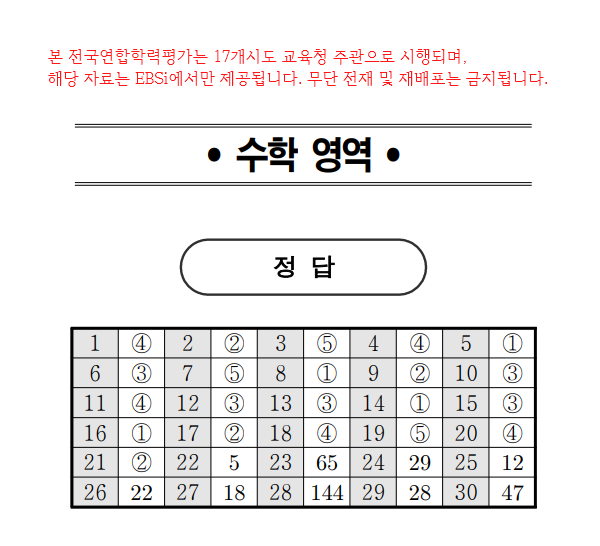 본 전국연합학력평가는 17개시도 교육청 주관으로 시행되며,
해당 자료는 EBSi에서만 제공됩니다. 무단 전재 및 재배포는 금지됩니다.
• 수학 영역 •
정 답
1 ④ 2 ② 3 ⑤ 4 ④ 5 ①
6 ③ 7 ⑤ 8 ① 9 ② 10 ③
11 ④ 12 ③ 13 ③ 14 ① 15 ③
16 ① 17 ② 18 ④ 19 ⑤ 20 ④
21 ② 22 5 23 65 24 29 25 12
26 22 27 18 28 144 29 28 30 47